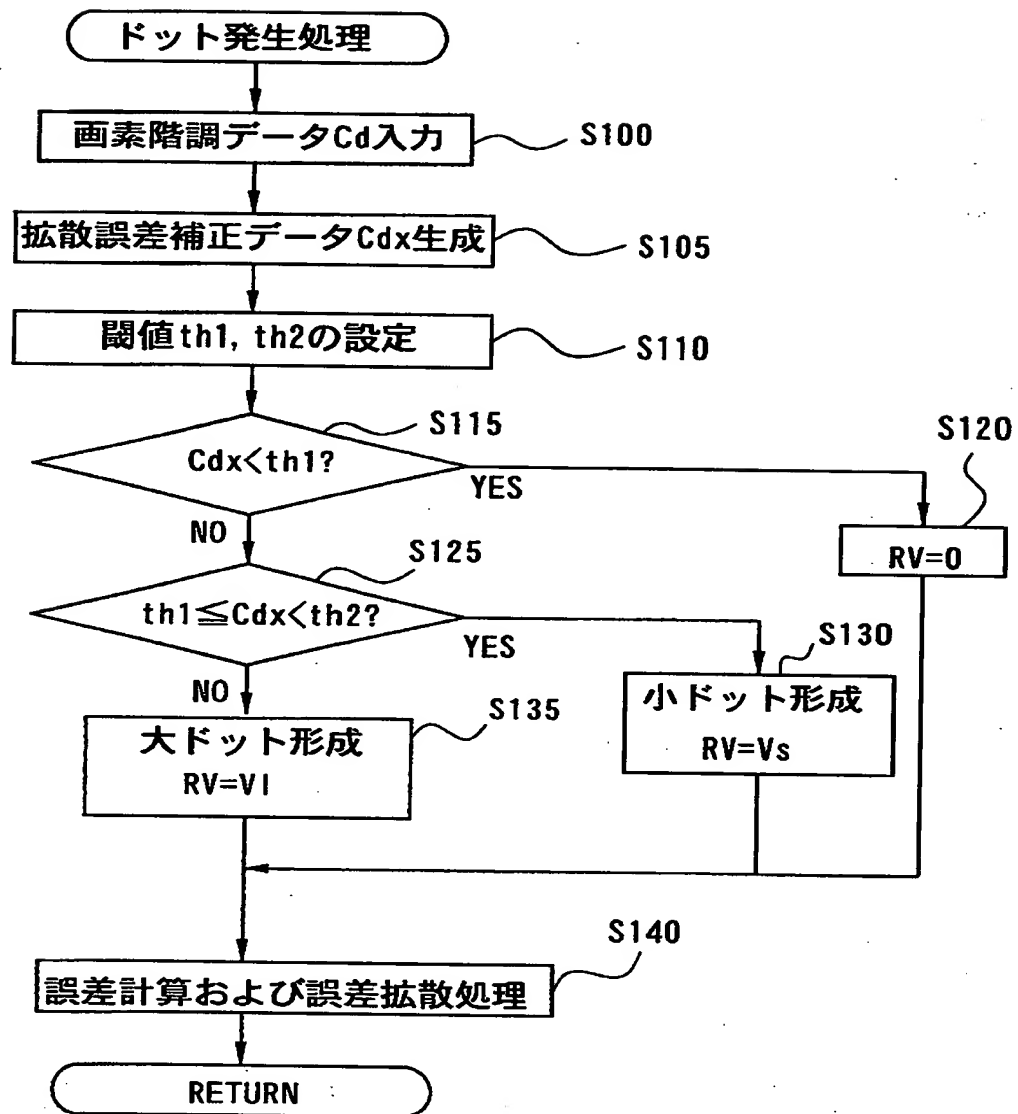 ドット発生処理
画素階調データCd入力
S100
拡散誤差補正データCdx生成
S105
閾値th1, th2の設定
S110
S115
Cdx<th1?
YES
NO
S120
RV=0
S125
th1≦Cdx<th2?
YES
NO
S130
小ドット形成
RV=Vs
S135
大ドット形成
RV=Vl
S140
誤差計算および誤差拡散処理
RETURN